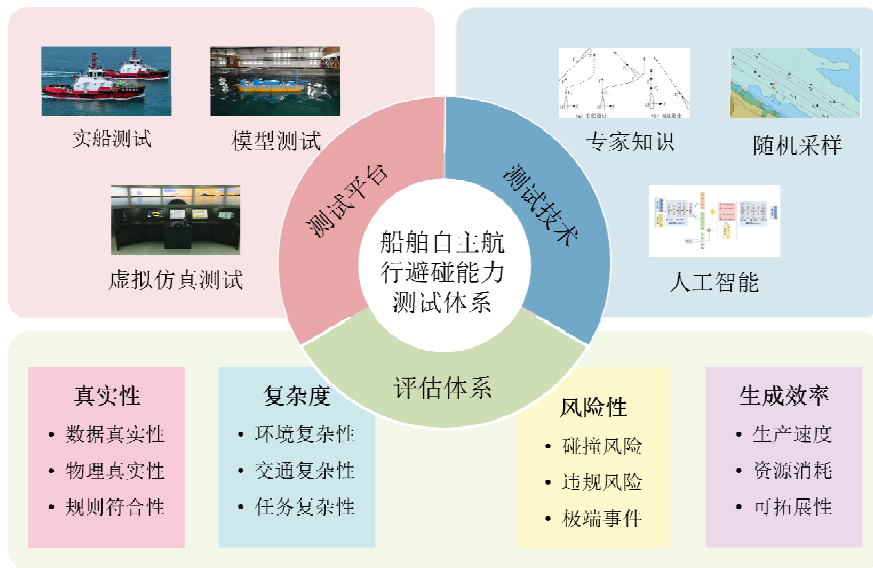 实船测试
模型测试
虚拟仿真测试
专家知识
随机采样
人工智能
测试平台
测试技术
船舶自主航
行避碰能力
测试体系
评估体系
真实性
• 数据真实性
• 物理真实性
• 规则符合性
复杂度
• 环境复杂性
• 交通复杂性
• 任务复杂性
风险性
• 碰撞风险
• 违规风险
• 极端事件
生成效率
• 生产速度
• 资源消耗
• 可拓展性